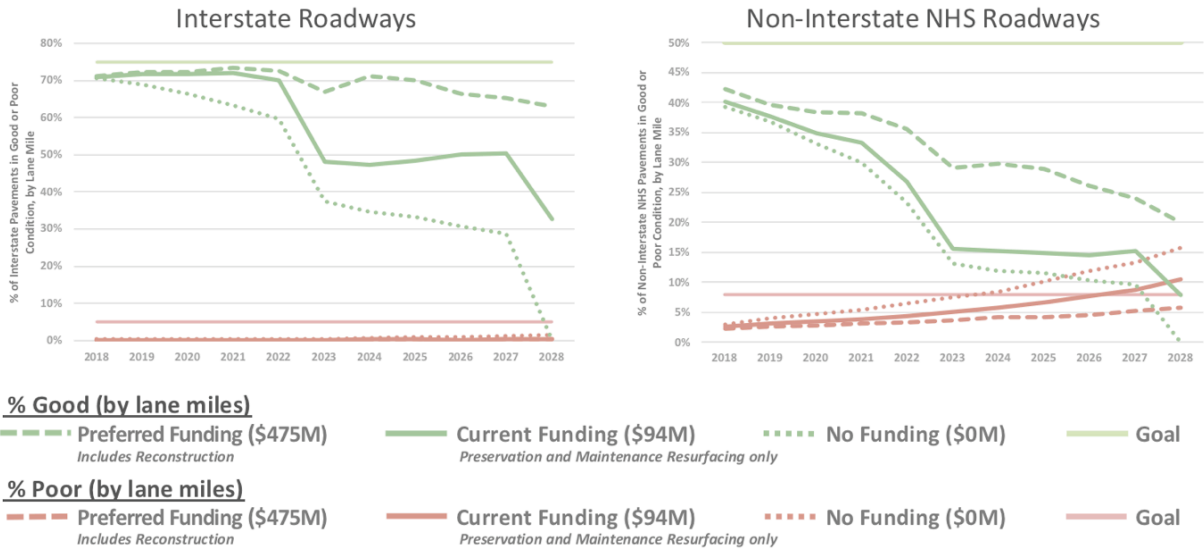 Interstate Roadways
% of Interstate Pavements in Good or Poor
Condition, by Lane Mile
80%
70%
60%
50%
40%
30%
20%
10%
0%
2018 2019 2020 2021 2022 2023 2024 2025 2026 2027 2028
Non-Interstate NHS Roadways
% of Non-Interstate NHS Pavements in Good or
Poor Condition, by Lane Mile
50%
45%
40%
35%
30%
25%
20%
15%
10%
5%
0%
2018 2019 2020 2021 2022 2023 2024 2025 2026 2027 2028
% Good (by lane miles)
Preferred Funding ($475M) Current Funding ($94M) No Funding ($0M) Goal
Includes Reconstruction Preservation and Maintenance Resurfacing only
% Poor (by lane miles)
Preferred Funding ($475M) Current Funding ($94M) No Funding ($0M) Goal
Includes Reconstruction Preservation and Maintenance Resurfacing only